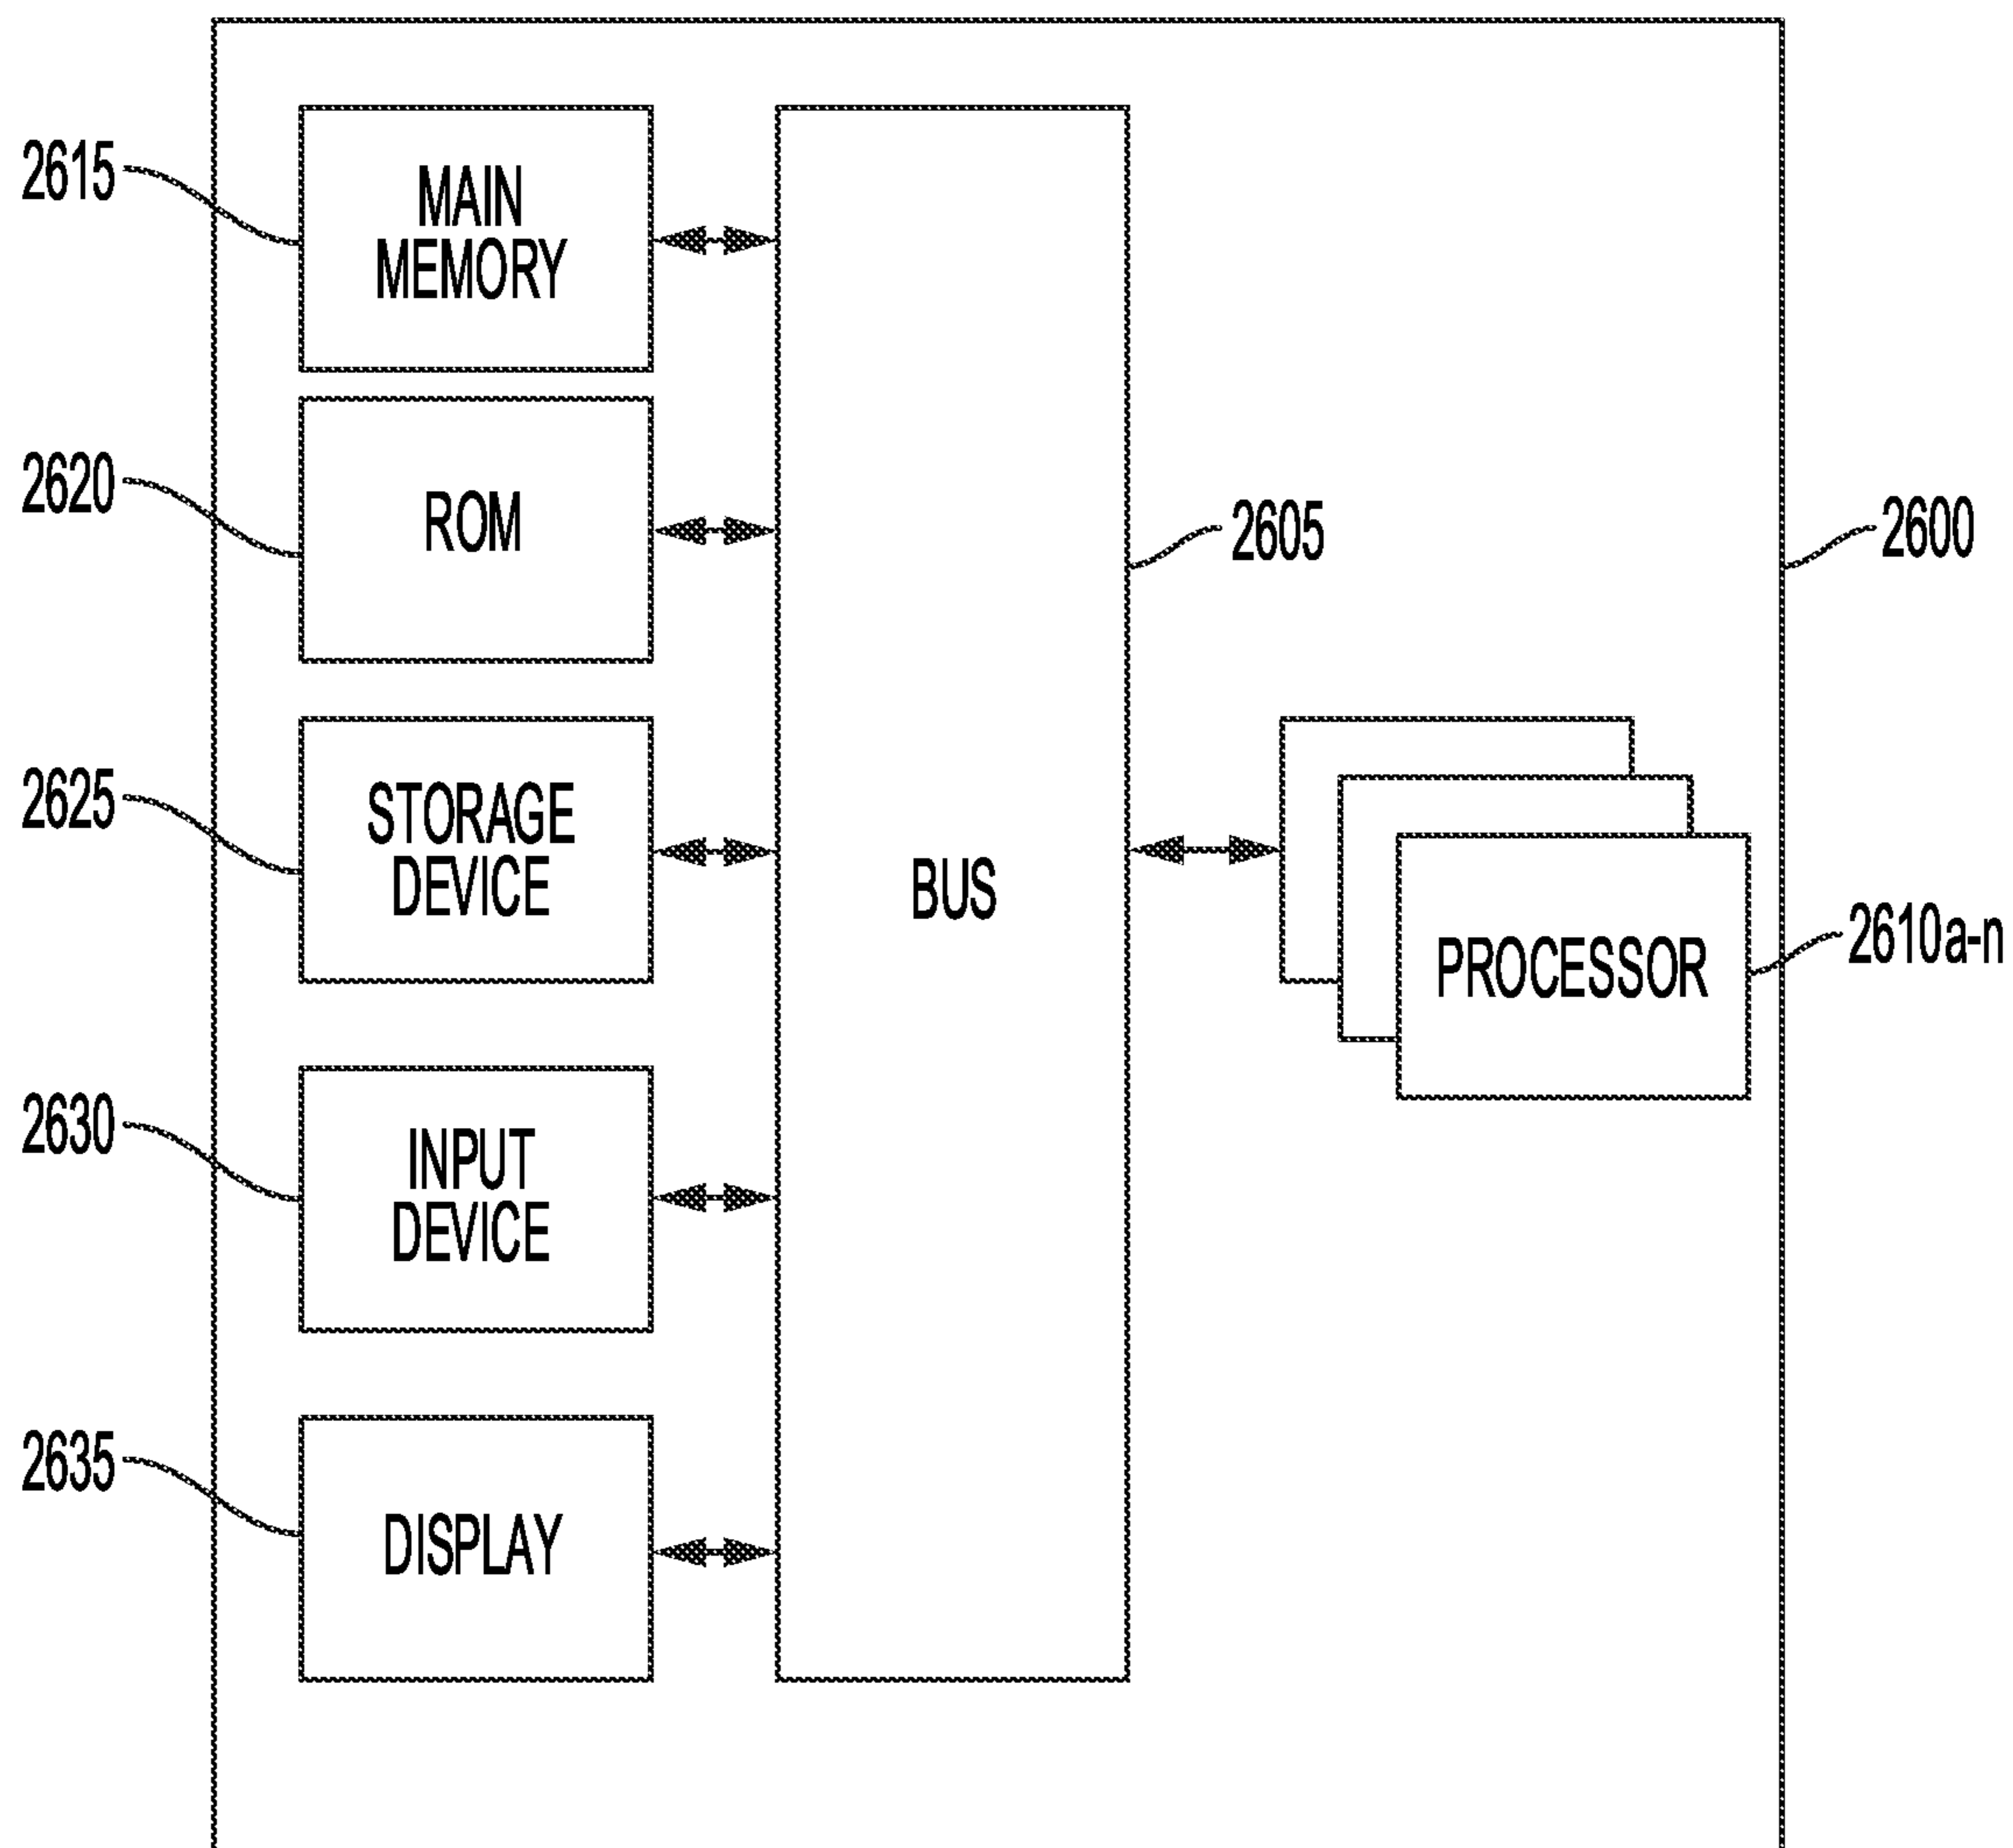 2615
MAIN
MEMORY
2620
ROM
2605
2600
2625
STORAGE
DEVICE
BUS
PROCESSOR
2610a-n
2630
INPUT
DEVICE
2635
DISPLAY